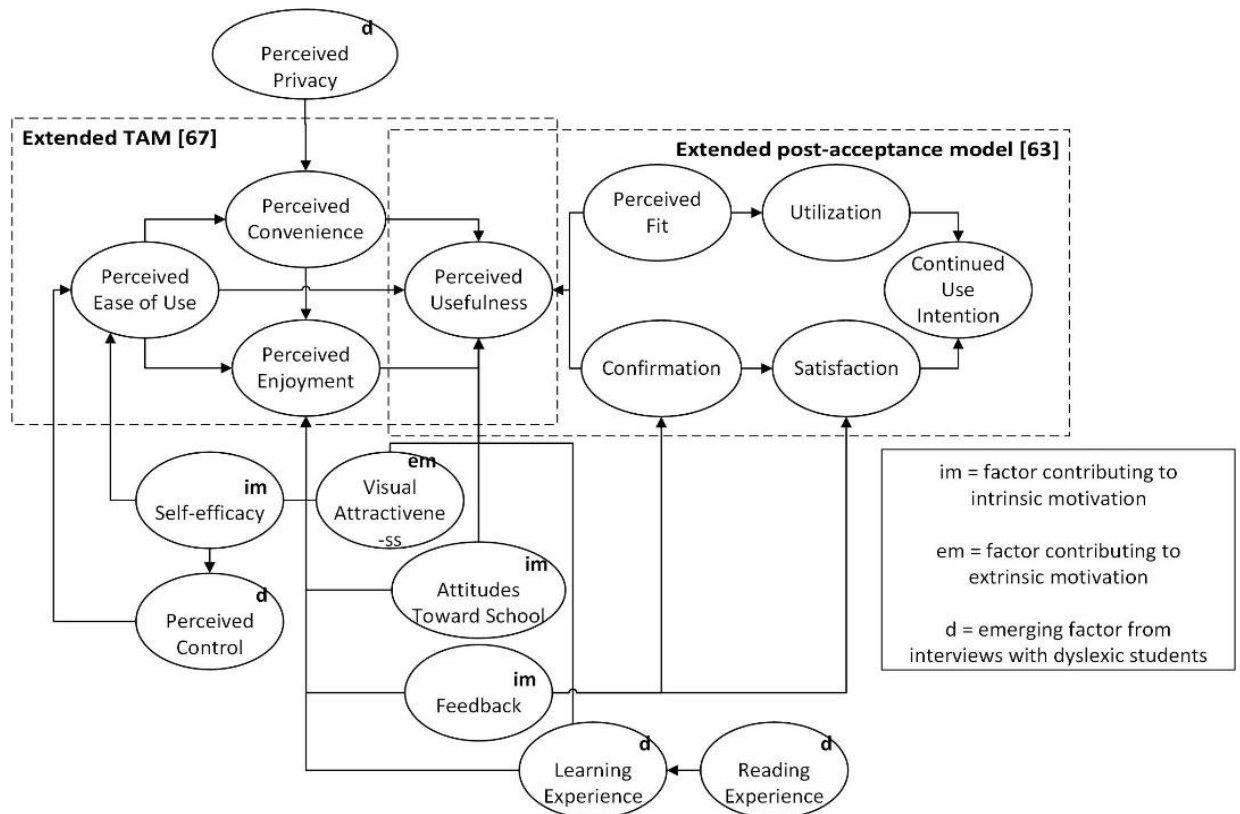 d
Perceived
Privacy
Extended TAM [67]
Extended post-acceptance model [63]
Perceived
Convenience
Perceived
Fit
Utilization
Perceived
Ease of Use
Perceived
Usefulness
Continued
Use
Intention
Perceived
Enjoyment
Confirmation
Satisfaction
im
Self-efficacy
em
Visual
Attractivene
-ss
im
Attitudes
Toward School
d
Perceived
Control
im
Feedback
d
Learning
Experience
d
Reading
Experience
im = factor contributing to
intrinsic motivation
em = factor contributing to
extrinsic motivation
d = emerging factor from
interviews with dyslexic students